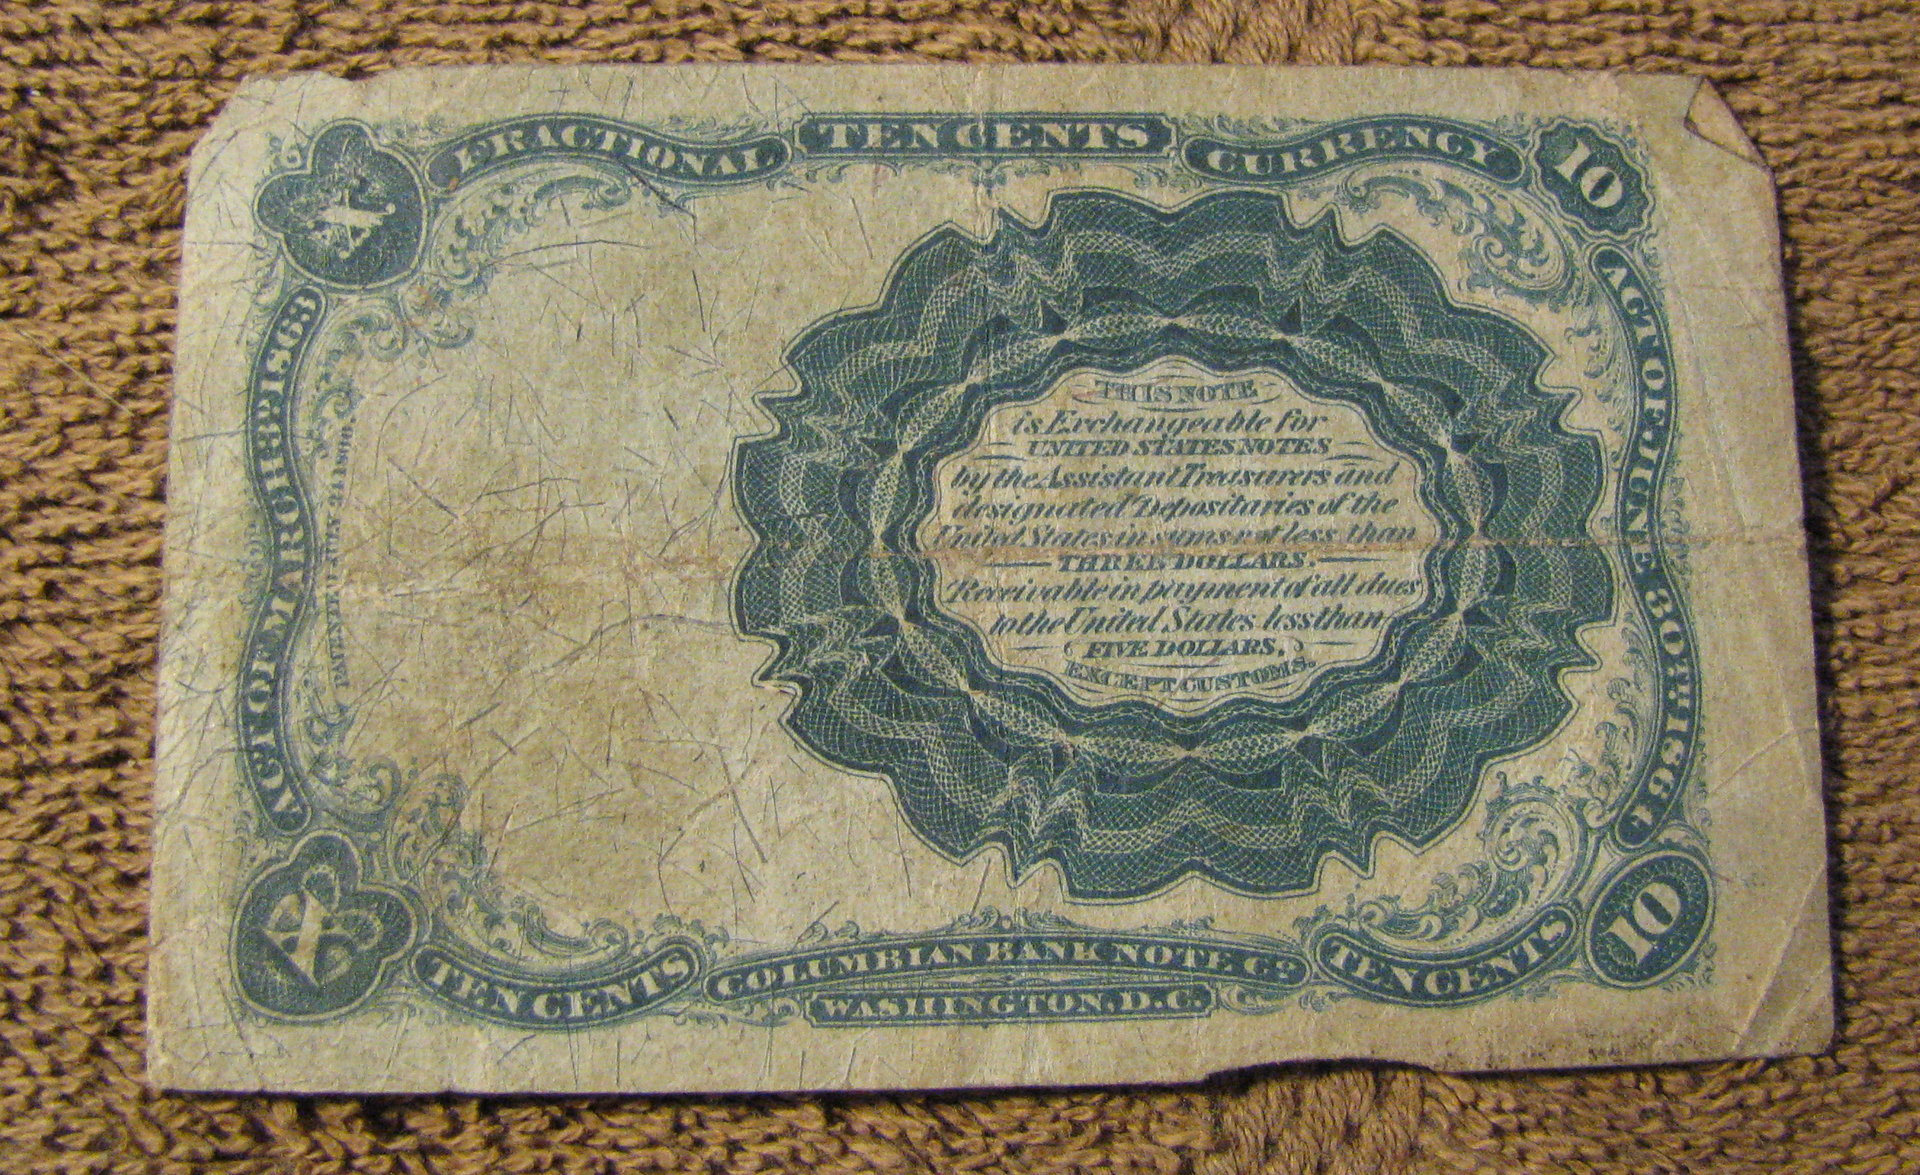 FRACTIONAL TEN CENTS CURRENCY
X
10
ACT OF MARCH 3D 1863
ACT OF JUNE 30TH 1864
THIS NOTE
is Exchangeable for
UNITED STATES NOTES
by the Assistant Treasurers and
designated Depositaries of the
United States in sums not less than
THREE DOLLARS.
Receivable in payment of all dues
to the United States less than
FIVE DOLLARS.
EXCEPT CUSTOMS.
X
10
TEN CENTS
COLUMBIAN BANK NOTE CO
TEN CENTS
WASHINGTON, D.C.